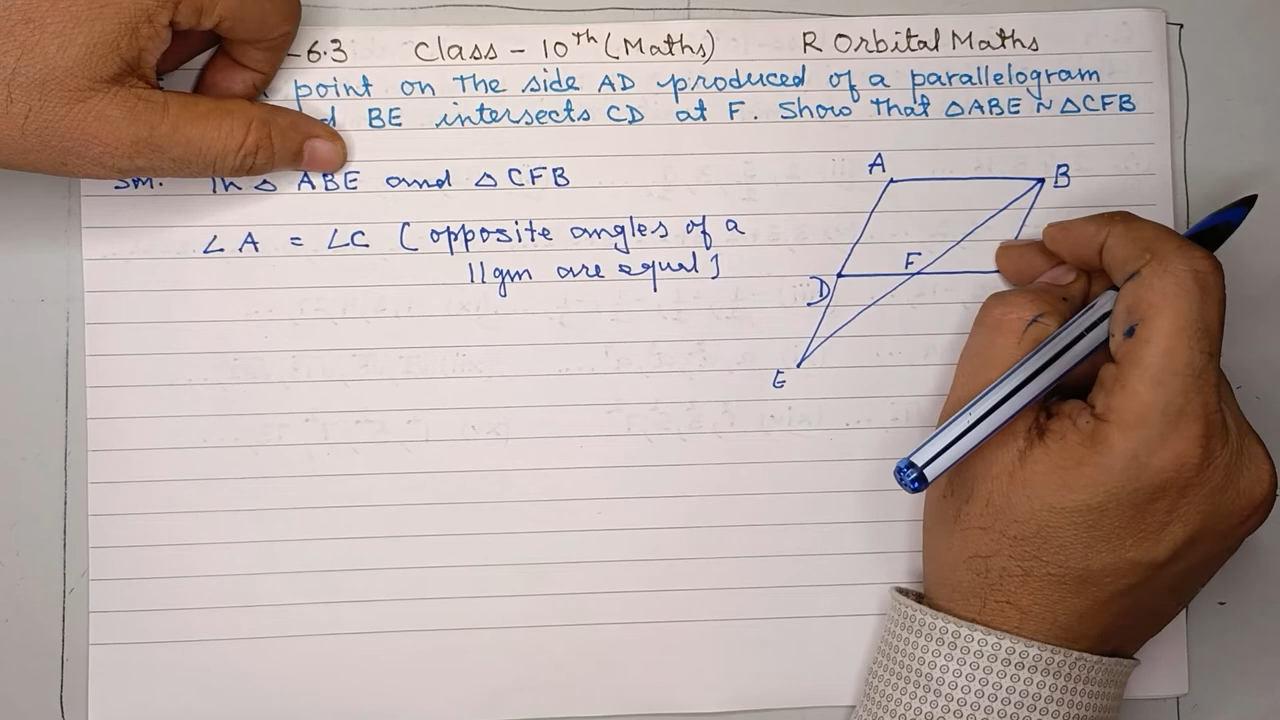 -6.3 Class - 10th (Maths) R Orbital Maths
point on the side AD produced of a parallelogram
BE intersects CD at F. Show that △ABE ~ △CFB
In △ ABE and △ CFB
∠A = ∠C ( opposite angles of a
||gm are equal ]
A
B
F
D
E